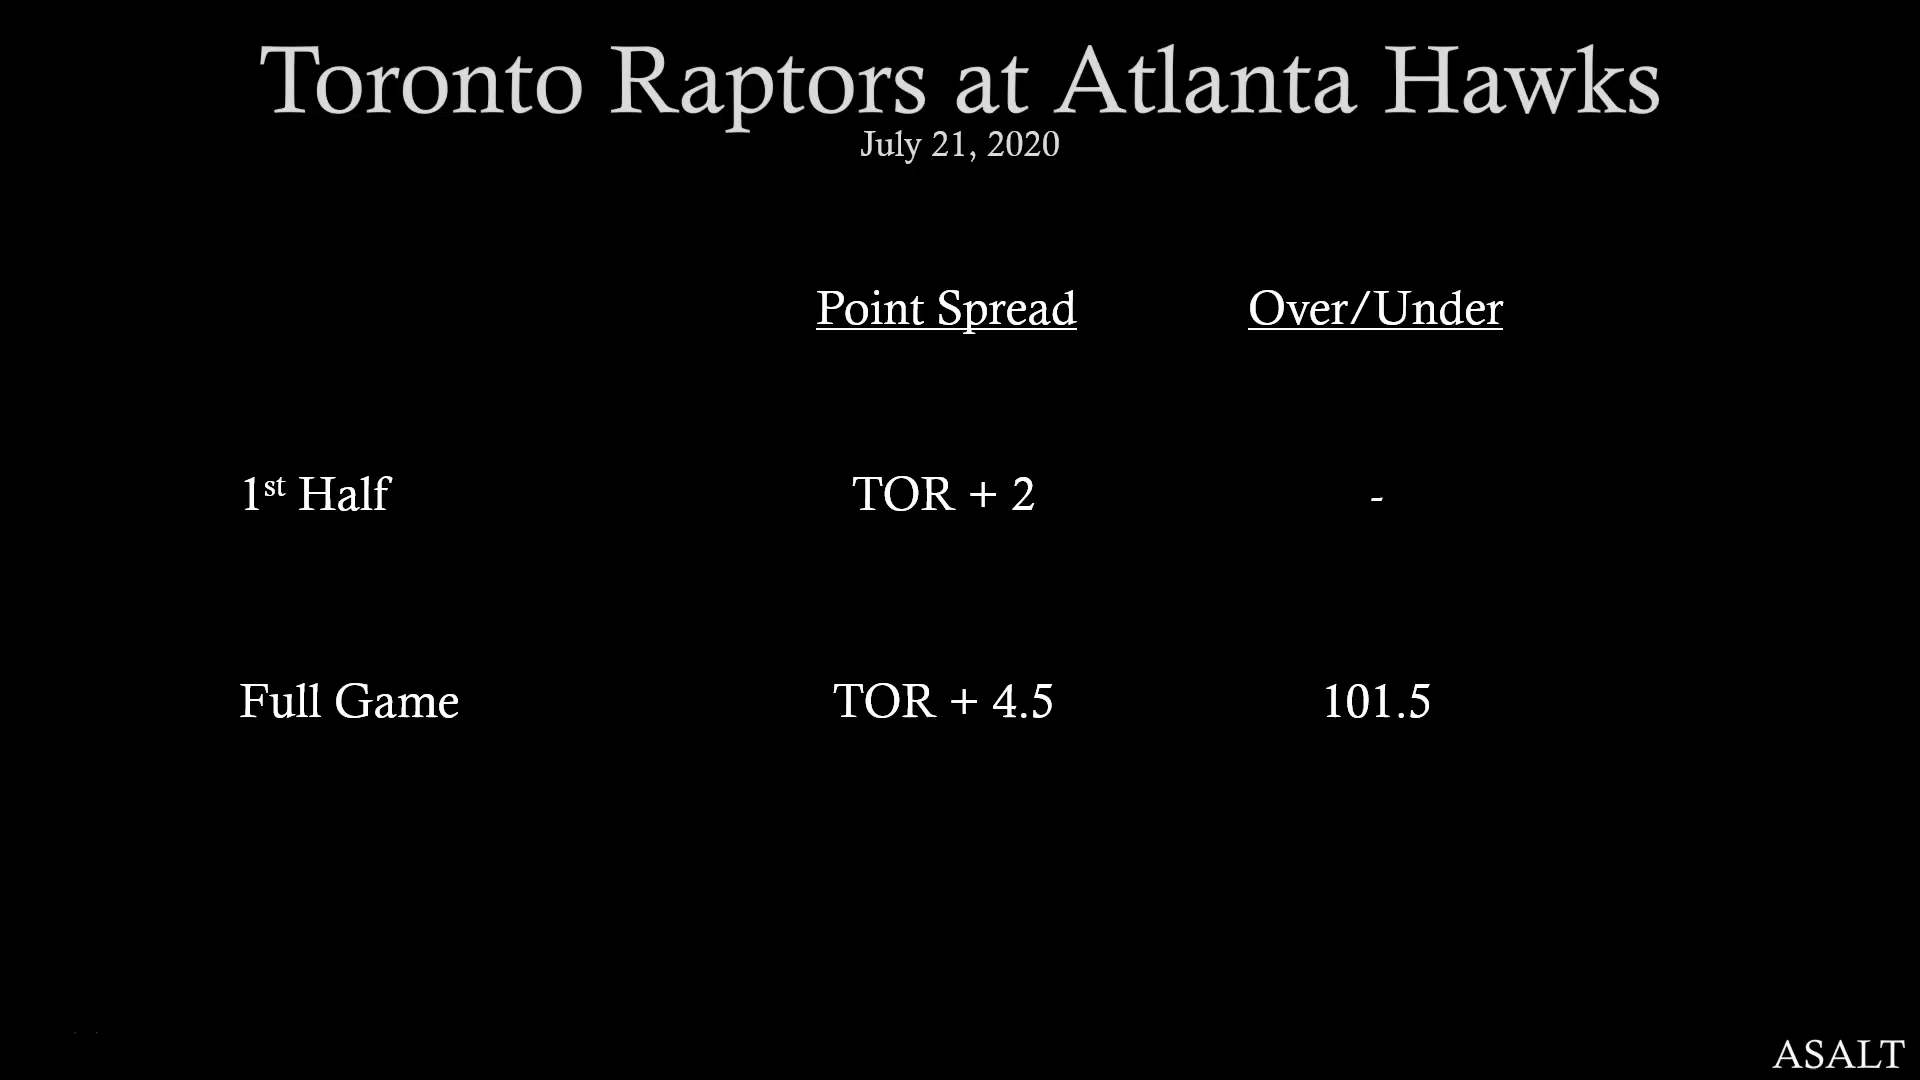 Toronto Raptors at Atlanta Hawks
July 21, 2020
Point Spread Over/Under
1st Half TOR + 2 -
Full Game TOR + 4.5 101.5
ASALT